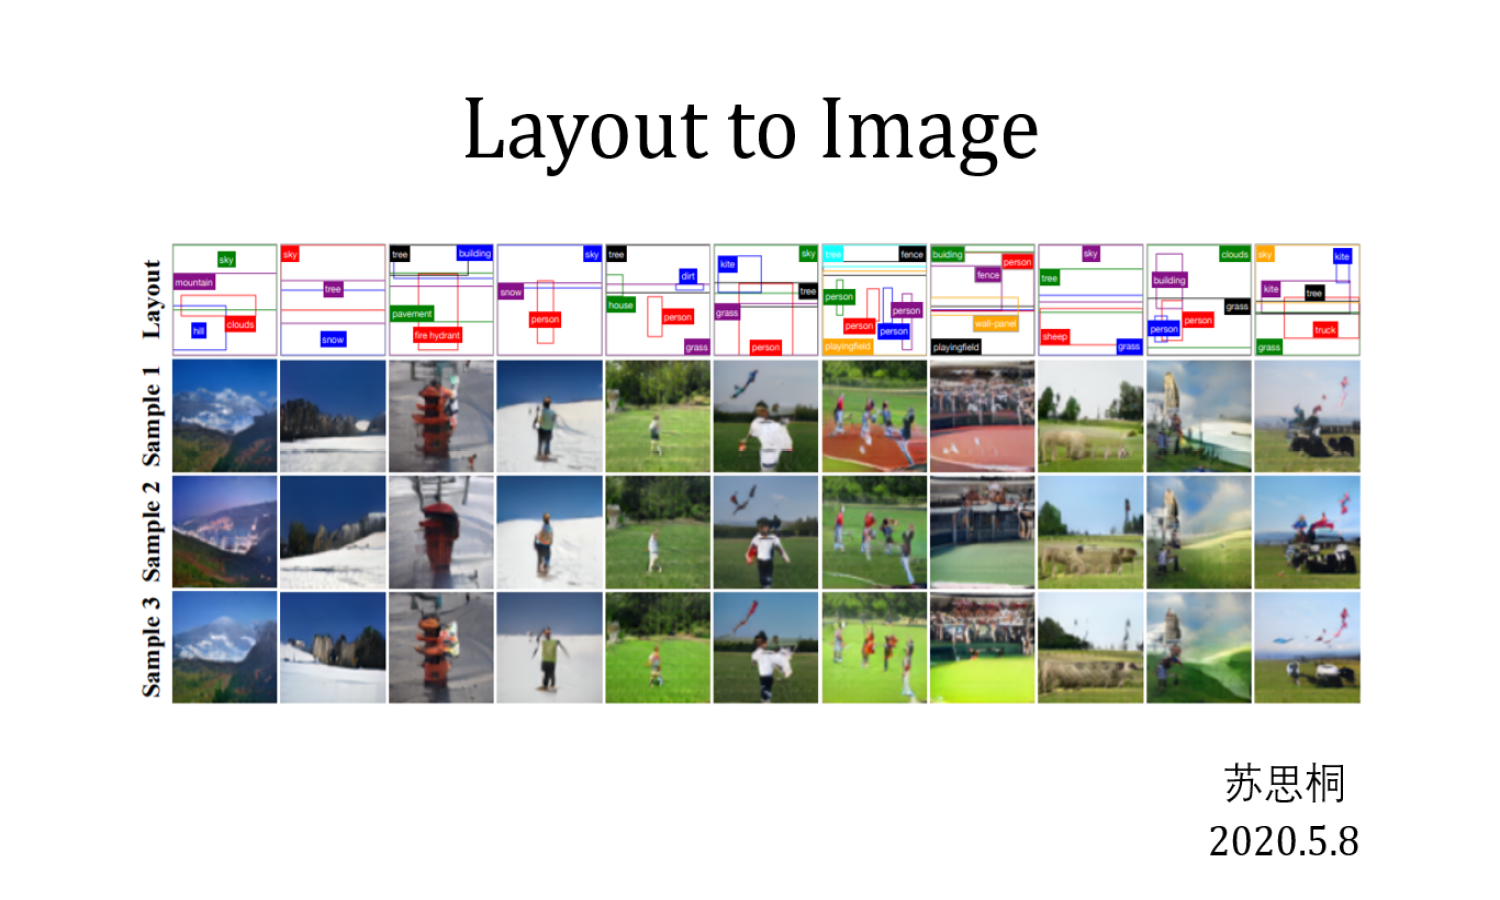 Layout to Image
Layout
sky
mountain
clouds
hill
sky
tree
snow
tree
building
pavement
fire hydrant
sky
snow
person
tree
dirt
house
person
grass
sky
kite
tree
grass
person
tree
fence
person
person
person
person
playingfield
buiding
person
fence
wall-panel
playingfield
sky
tree
sheep
grass
clouds
building
grass
person
person
sky
kite
kite
tree
truck
grass
Sample 1
Sample 2
Sample 3
苏思桐
2020.5.8